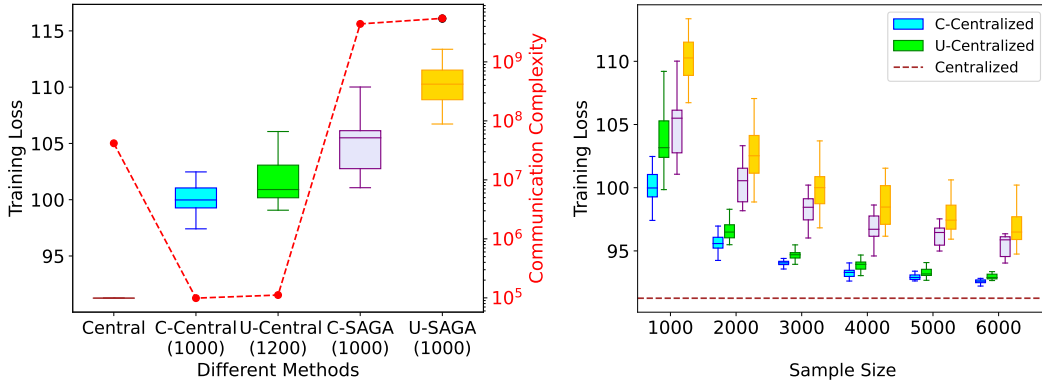 115
110
105
100
95
Training Loss
10^9
10^8
10^7
10^6
10^5
Communication Complexity
Central C-Central U-Central C-SAGA U-SAGA
(1000) (1200) (1000) (1000)
Different Methods
110
105
100
95
Training Loss
C-Centralized
U-Centralized
Centralized
1000 2000 3000 4000 5000 6000
Sample Size